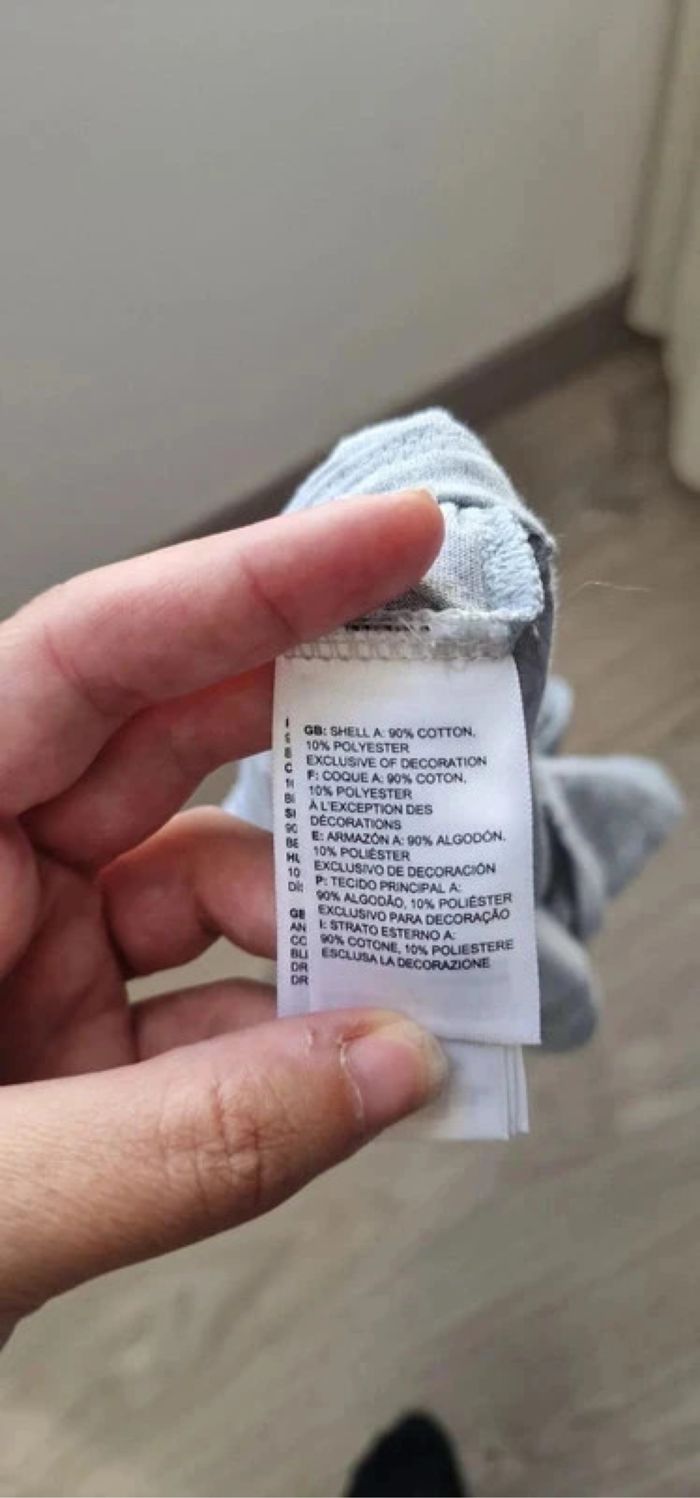 GB: SHELL A: 90% COTTON,
10% POLYESTER
EXCLUSIVE OF DECORATION
F: COQUE A: 90% COTON,
10% POLYESTER
À L'EXCEPTION DES
DÉCORATIONS
E: ARMAZÓN A: 90% ALGODÓN,
10% POLIÉSTER
EXCLUSIVO DE DECORACIÓN
P: TECIDO PRINCIPAL A:
90% ALGODÃO, 10% POLIÉSTER
EXCLUSIVO PARA DECORAÇÃO
I: STRATO ESTERNO A:
90% COTONE, 10% POLIESTERE
ESCLUSA LA DECORAZIONE